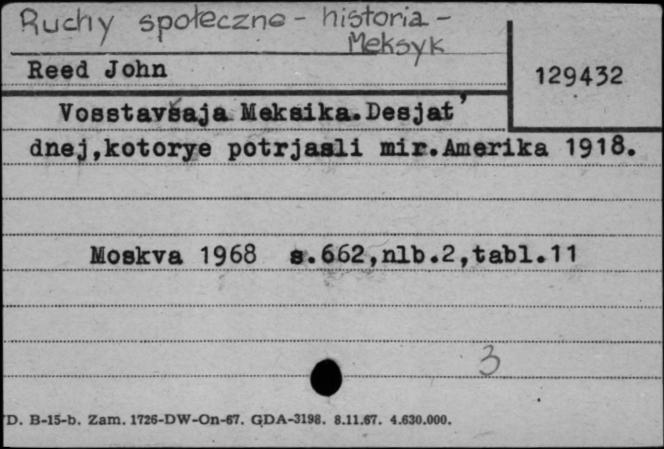 Ruchy społeczne - historia -
Meksyk
Reed John
129432
Vosstavšaja Meksika.Desjat'
dnej,kotorye potrjasli mir.Amerika 1918.
Moskva 1968 s.662,nlb.2,tabl.11
3
D. B-15-b. Zam. 1726-DW-On-67. GDA-3198. 8.11.67. 4.630.000.